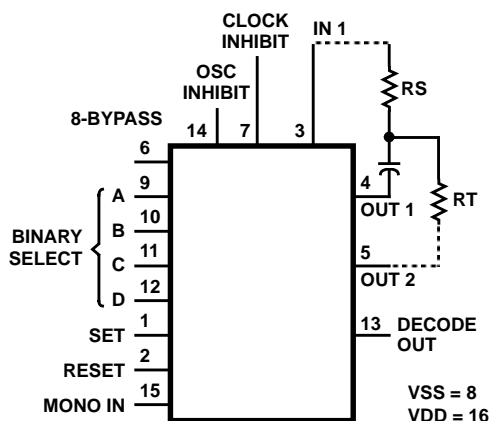 CLOCK
INHIBIT
IN 1
OSC
INHIBIT
RS
8-BYPASS
14
7
3
6
9
A
4
OUT 1
RT
10
B
BINARY
SELECT
11
C
5
OUT 2
12
D
1
SET
13
DECODE
OUT
2
RESET
15
MONO IN
VSS = 8
VDD = 16